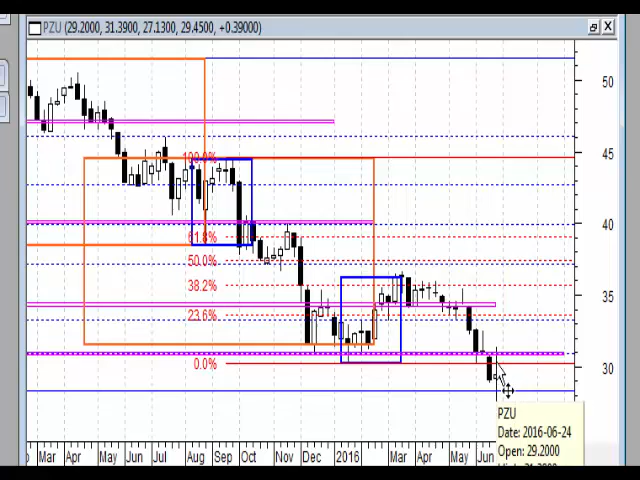 PZU (29.2000, 31.3900, 27.1300, 29.4500, +0.39000)
50
45
100.0%
40
61.8%
50.0%
38.2%
35
23.6%
0.0%
30
PZU
Date: 2016-06-24
Open: 29.2000
Mar Apr May Jun Jul Aug Sep Oct Nov Dec 2016 Mar Apr May Jun